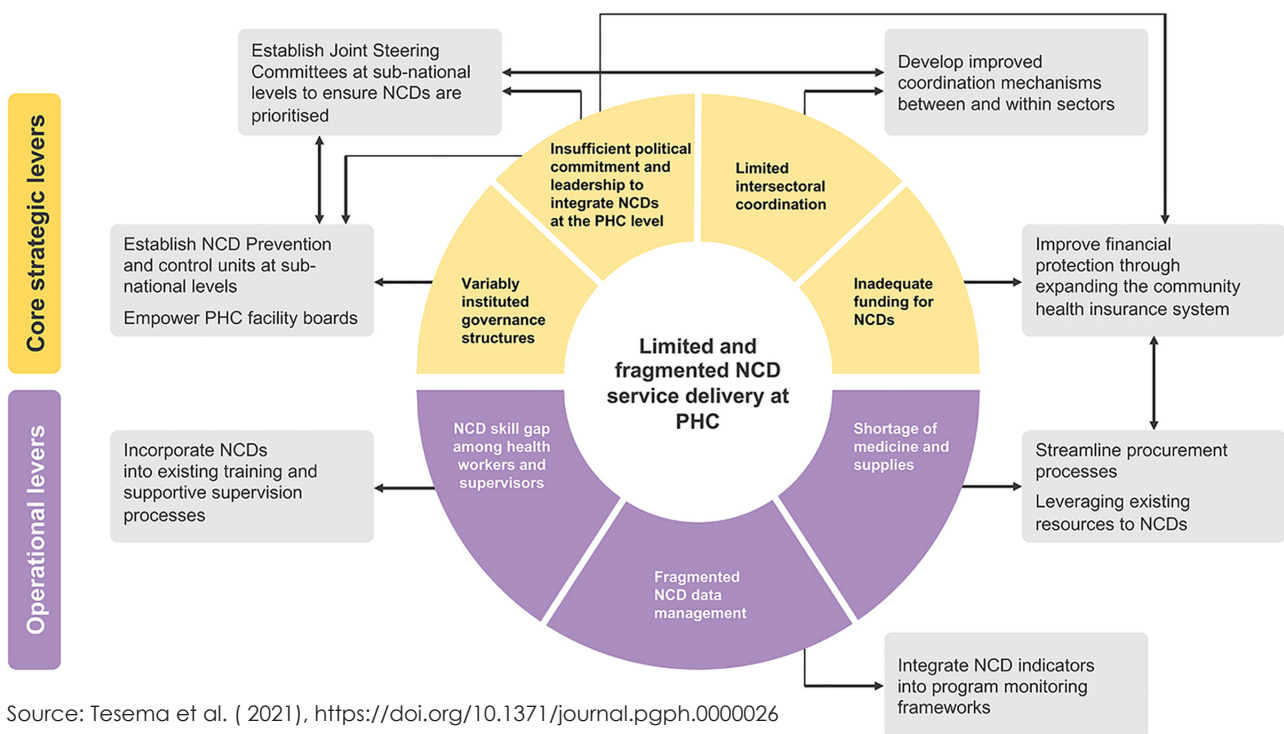 Establish Joint Steering
Committees at sub-national
levels to ensure NCDs are
prioritised
Develop improved
coordination mechanisms
between and within sectors
Core strategic levers
Insufficient political
commitment and
leadership to
integrate NCDs
at the PHC level
Limited
intersectoral
coordination
Establish NCD Prevention
and control units at sub-
national levels
Empower PHC facility boards
Variably
instituted
governance
structures
Inadequate
funding for
NCDs
Improve financial
protection through
expanding the community
health insurance system
Limited and
fragmented NCD
service delivery at
PHC
Operational levers
Incorporate NCDs
into existing training and
supportive supervision
processes
NCD skill gap
among health
workers and
supervisors
Shortage of
medicine and
supplies
Streamline procurement
processes
Leveraging existing
resources to NCDs
Fragmented
NCD data
management
Integrate NCD indicators
into program monitoring
frameworks
Source: Tesema et al. ( 2021), https://doi.org/10.1371/journal.pgph.0000026